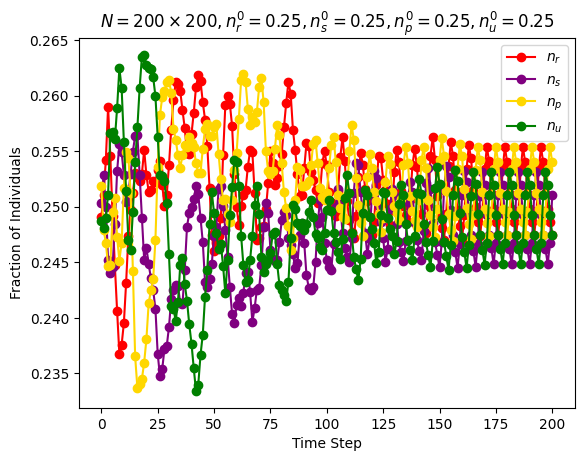 N = 200 × 200, n_r^0 = 0.25, n_s^0 = 0.25, n_p^0 = 0.25, n_u^0 = 0.25
0.265
0.260
0.255
0.250
0.245
0.240
0.235
Fraction of Individuals
n_r
n_s
n_p
n_u
0 25 50 75 100 125 150 175 200
Time Step